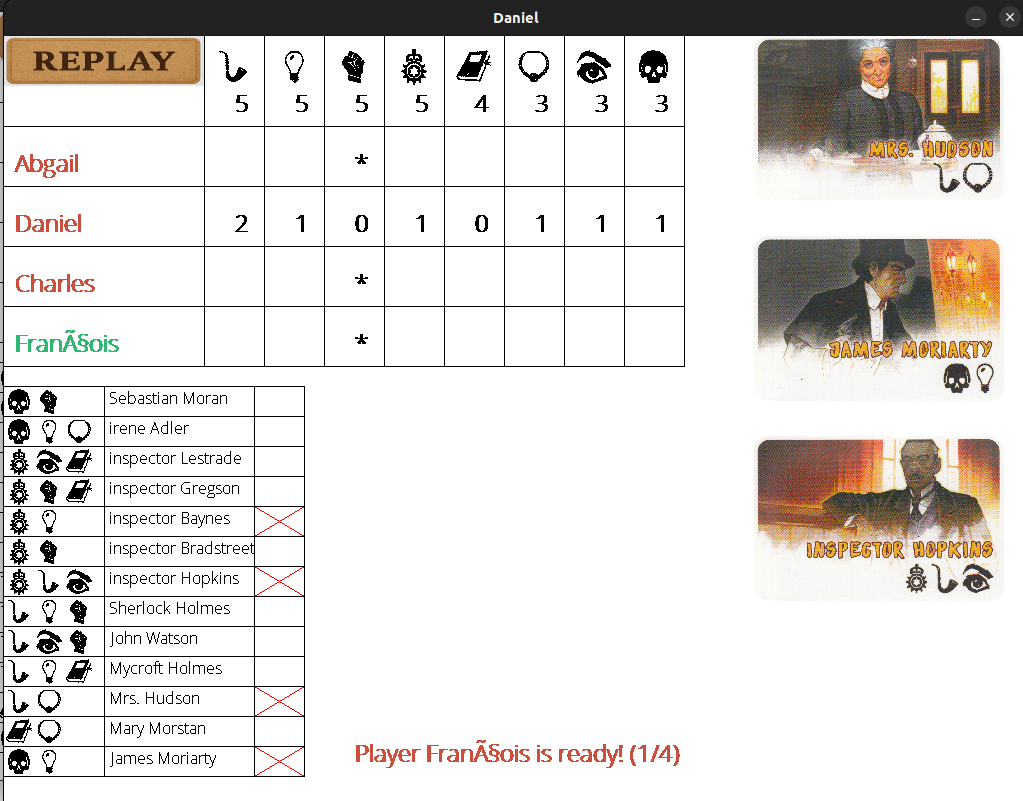 Daniel
REPLAY
5 5 5 5 4 3 3 3
Abgail *
Daniel 2 1 0 1 0 1 1 1
Charles *
FranÃ§ois *
Sebastian Moran
irene Adler
inspector Lestrade
inspector Gregson
inspector Baynes
inspector Bradstreet
inspector Hopkins
Sherlock Holmes
John Watson
Mycroft Holmes
Mrs. Hudson
Mary Morstan
James Moriarty
Player FranÃ§ois is ready! (1/4)
MRS. HUDSON
JAMES MORIARTY
INSPECTOR HOPKINS